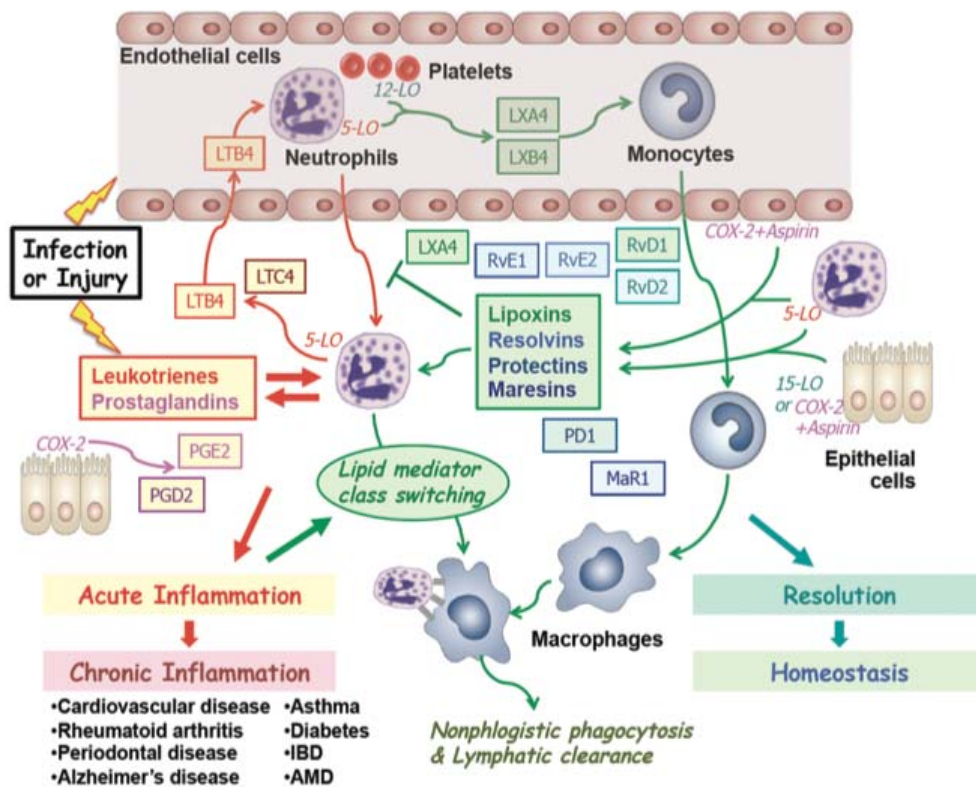 Endothelial cells
Platelets
12-LO
5-LO
Neutrophils
LTB4
LXA4
LXB4
Monocytes
Infection
or Injury
LTB4
LTC4
5-LO
LXA4
RvE1
RvE2
RvD1
RvD2
COX-2+Aspirin
5-LO
Lipoxins
Resolvins
Protectins
Maresins
Leukotrienes
Prostaglandins
COX-2
PGE2
PGD2
PD1
MaR1
15-LO
or COX-2
+Aspirin
Epithelial
cells
Lipid mediator
class switching
Acute Inflammation
Chronic Inflammation
•Cardiovascular disease
•Rheumatoid arthritis
•Periodontal disease
•Alzheimer's disease
•Asthma
•Diabetes
•IBD
•AMD
Macrophages
Nonphlogistic phagocytosis
& Lymphatic clearance
Resolution
Homeostasis